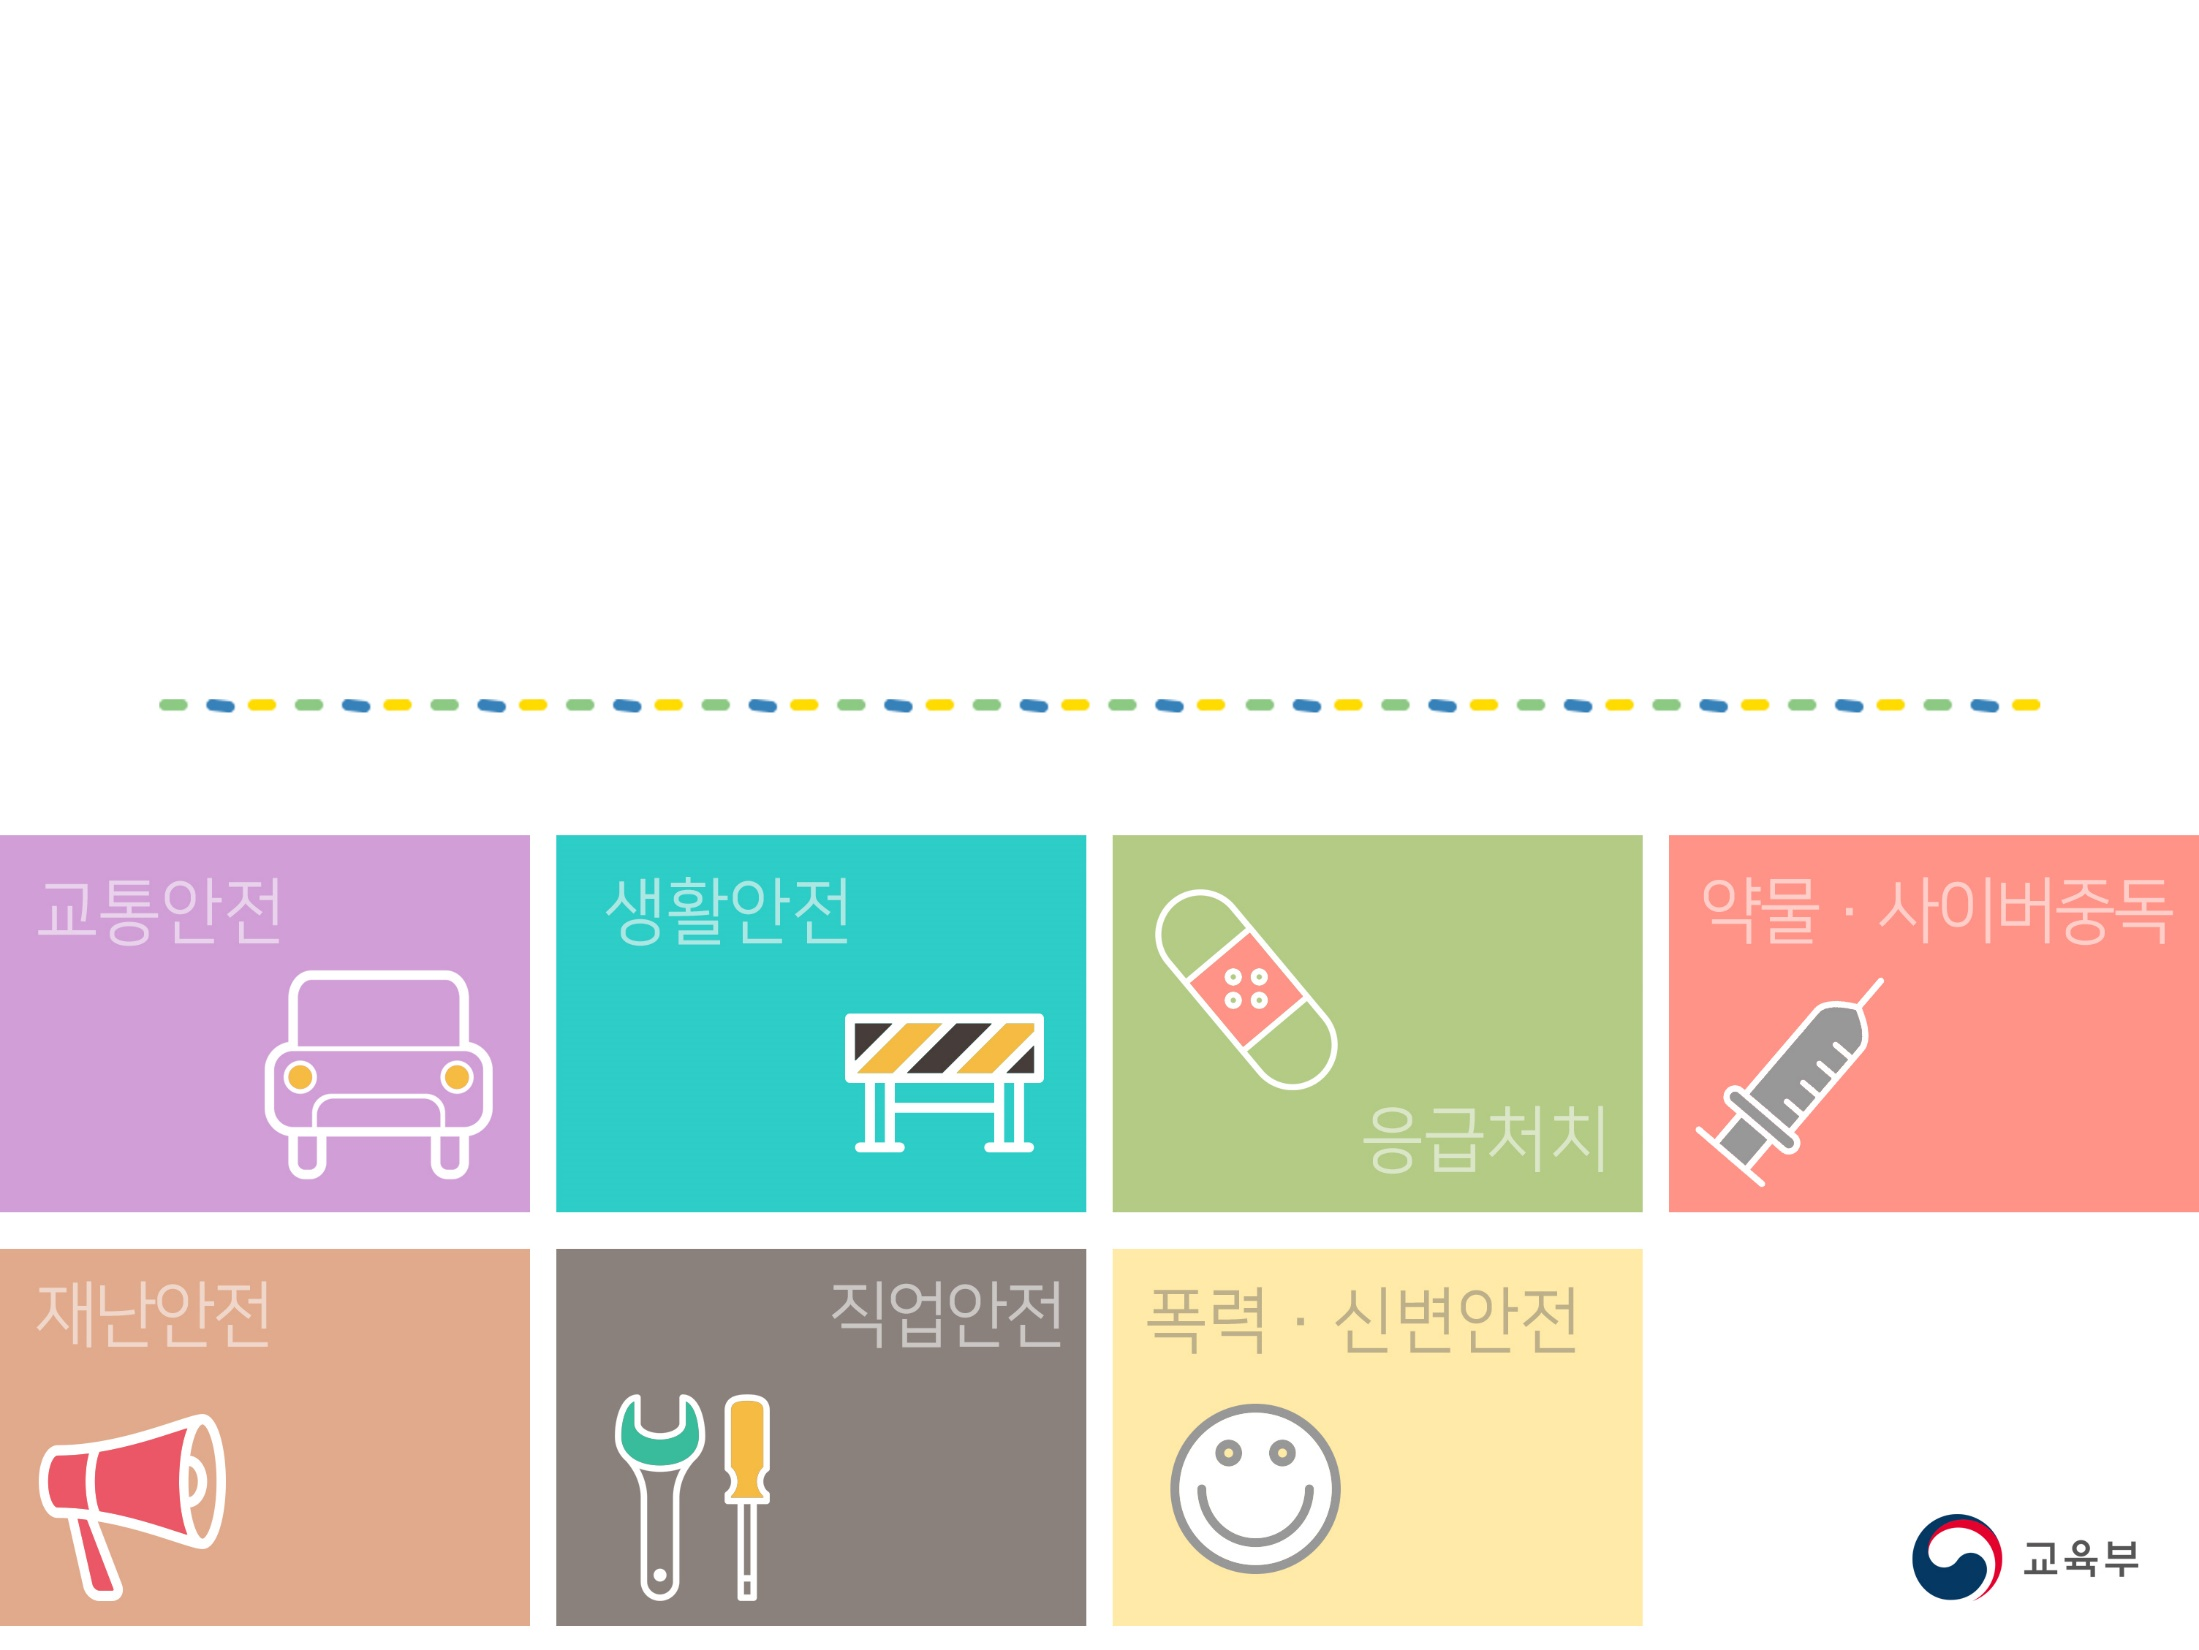 교통안전
생활안전
응급처치
약물 · 사이버중독
재난안전
직업안전
폭력 · 신변안전
교육부